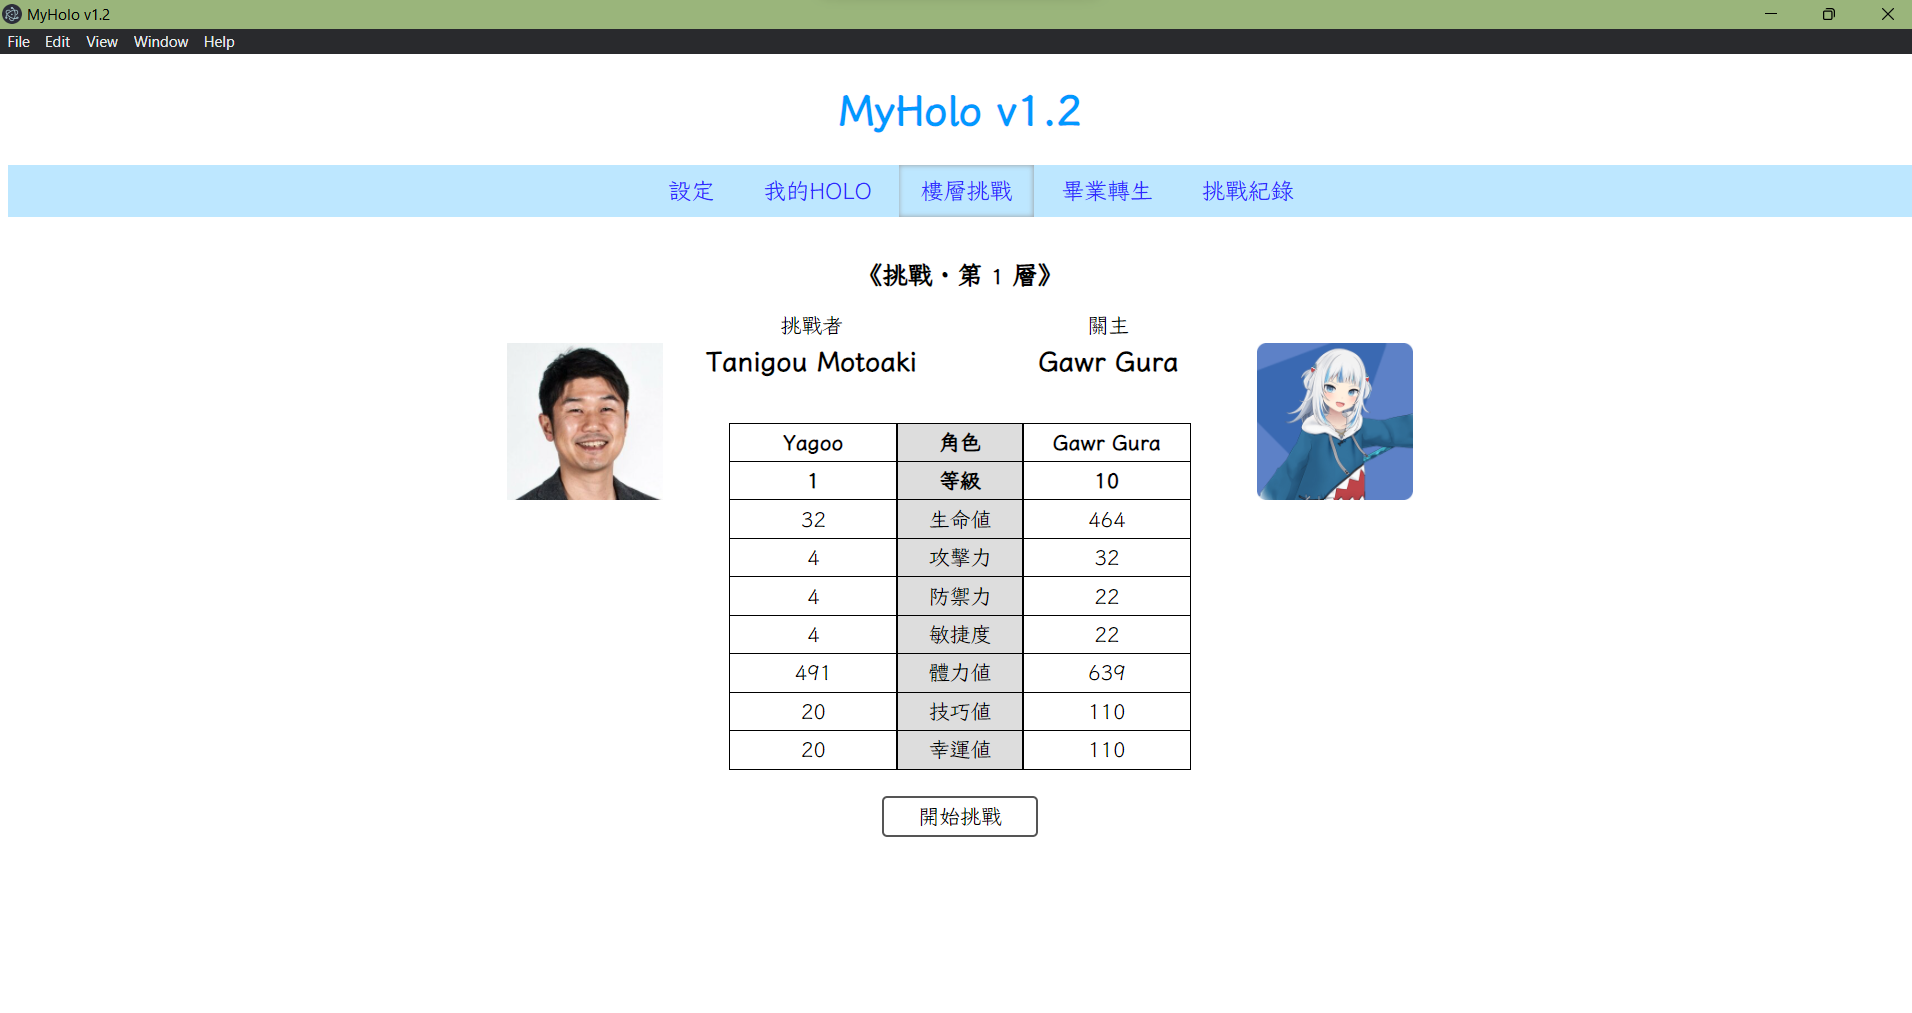 MyHolo v1.2
File Edit View Window Help
MyHolo v1.2
設定 我的HOLO 樓層挑戰 畢業轉生 挑戰紀錄
《挑戰・第 1 層》
挑戰者 關主
Tanigou Motoaki Gawr Gura
Yagoo 角色 Gawr Gura
1 等級 10
32 生命值 464
4 攻擊力 32
4 防禦力 22
4 敏捷度 22
491 體力值 639
20 技巧值 110
20 幸運值 110
開始挑戰